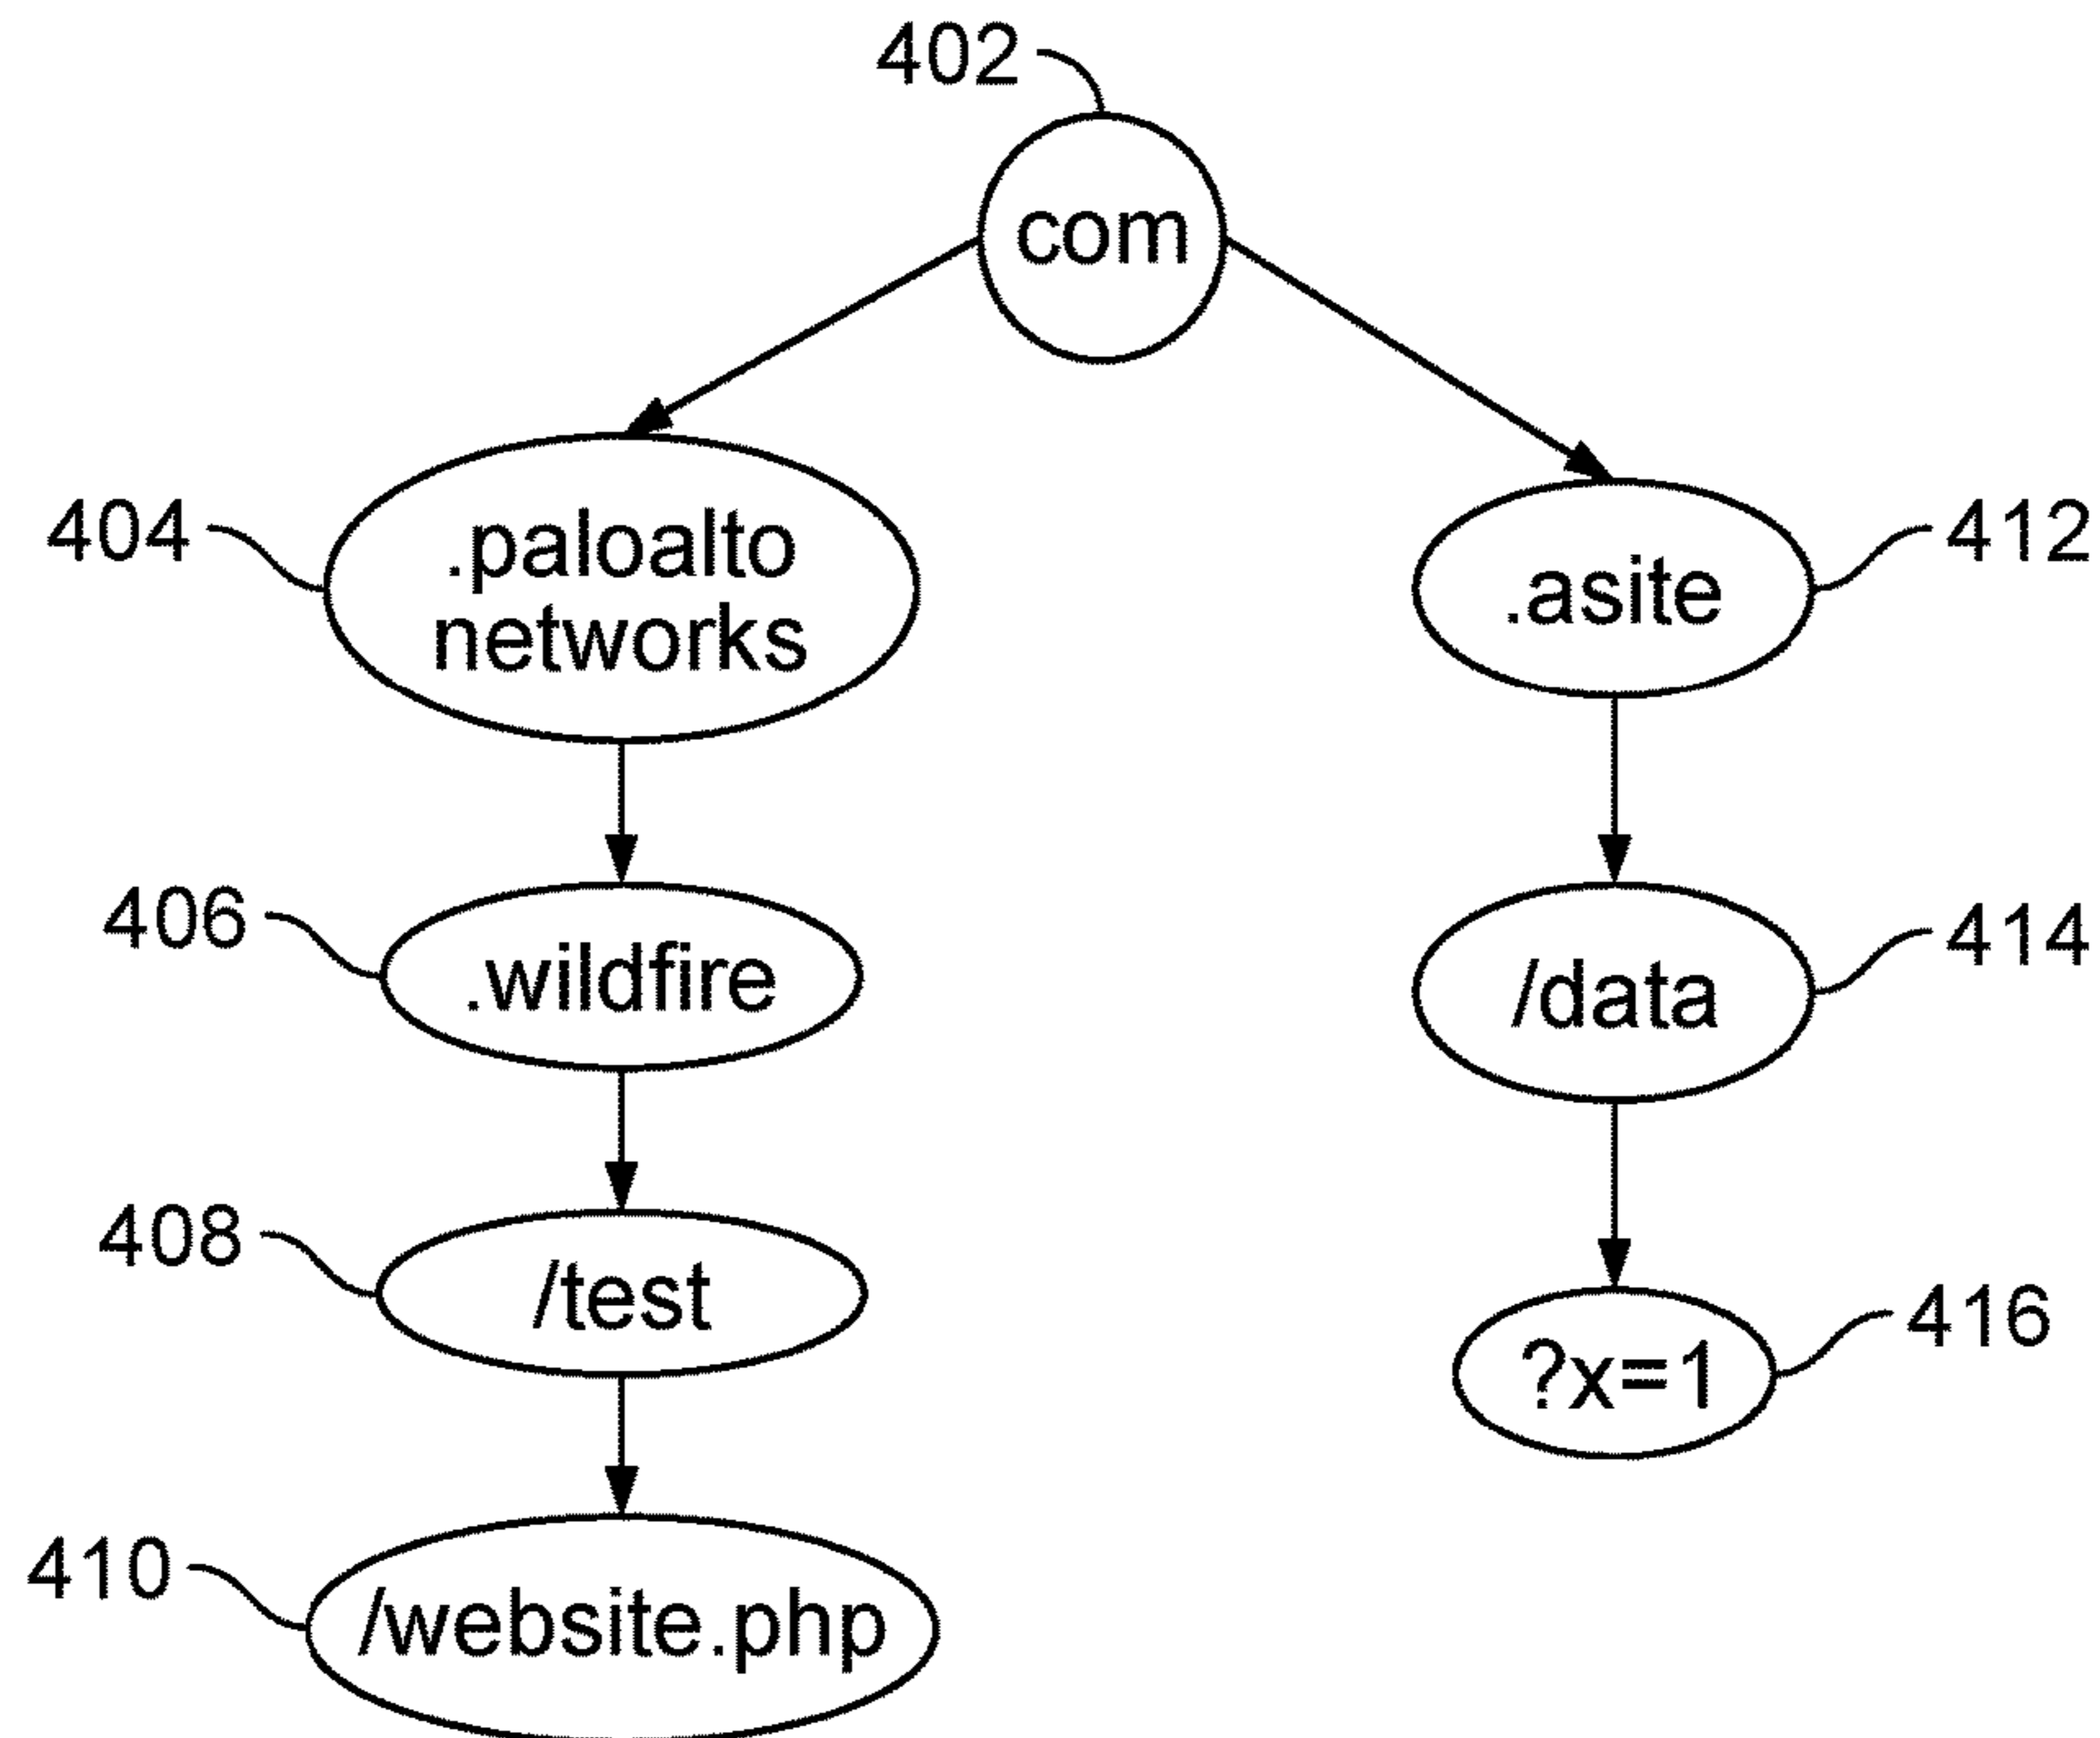 402
com
404
.paloalto
networks
412
.asite
406
.wildfire
414
/data
408
/test
416
?x=1
410
/website.php